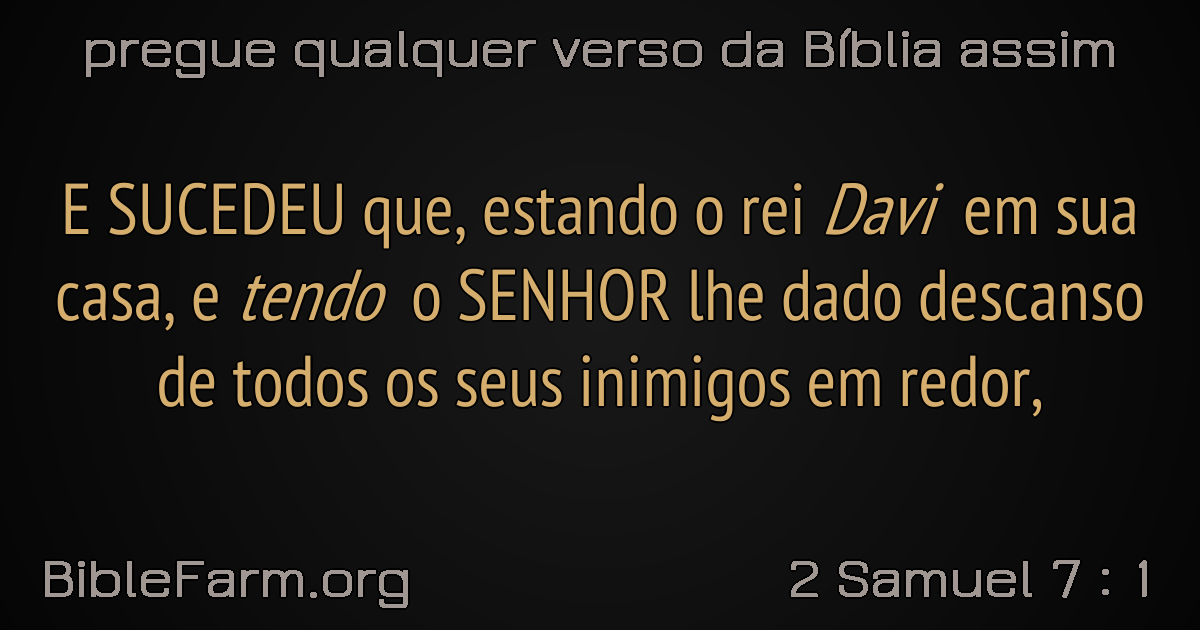 pregue qualquer verso da Bíblia assim
E SUCEDEU que, estando o rei Davi em sua
casa, e tendo o SENHOR lhe dado descanso
de todos os seus inimigos em redor,
BibleFarm.org
2 Samuel 7 : 1